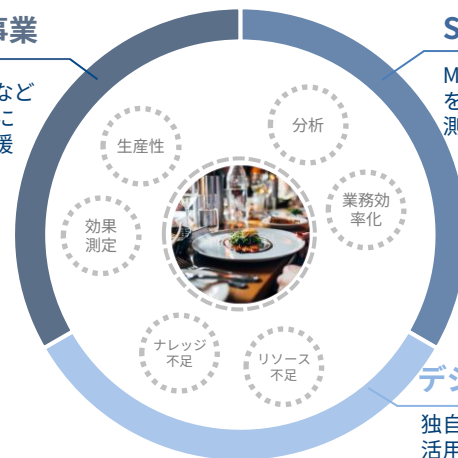 事業
など
に
援
S
M
を
測
分析
生産性
業務効
率化
効果
測定
ナレッジ
不足
リソース
不足
デジ
独自
活用